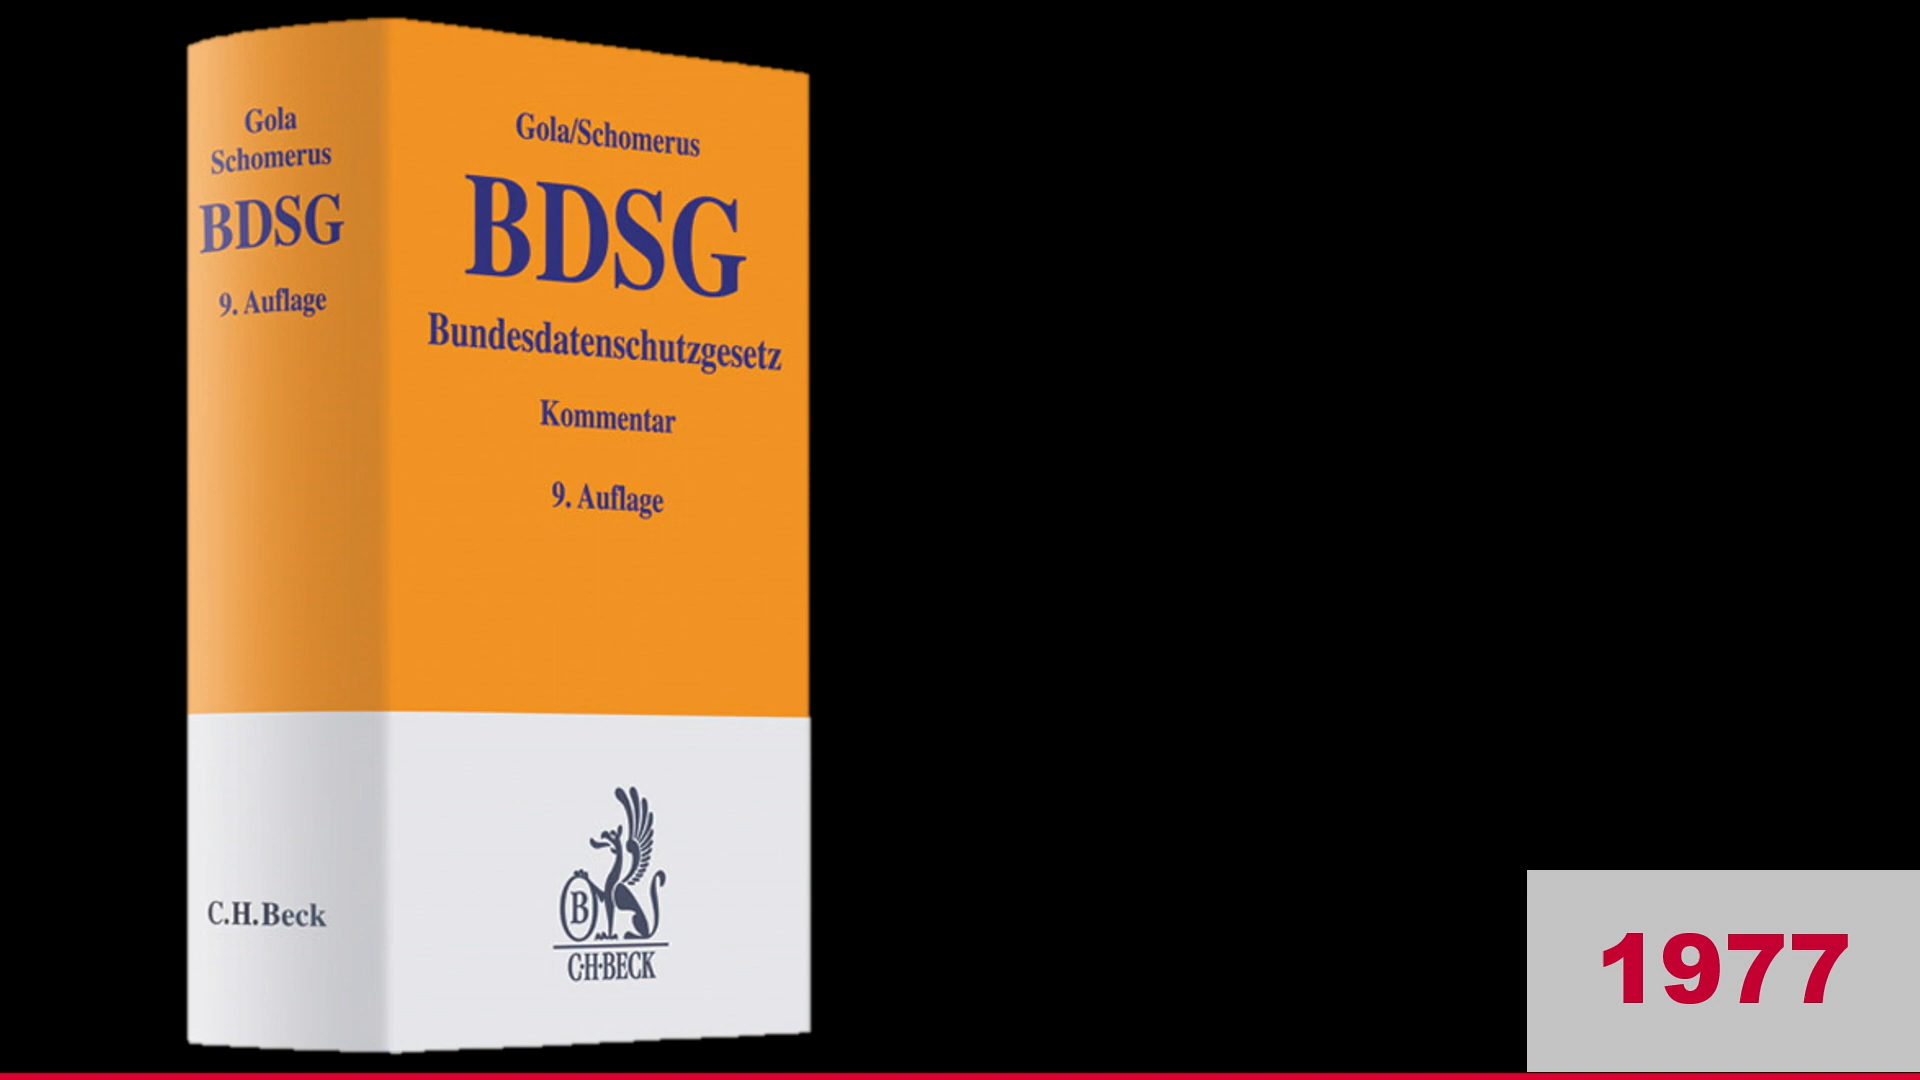 Gola
Schomerus
BDSG
9. Auflage
C.H.Beck
Gola/Schomerus
BDSG
Bundesdatenschutzgesetz
Kommentar
9. Auflage
B
C·H·BECK
1977